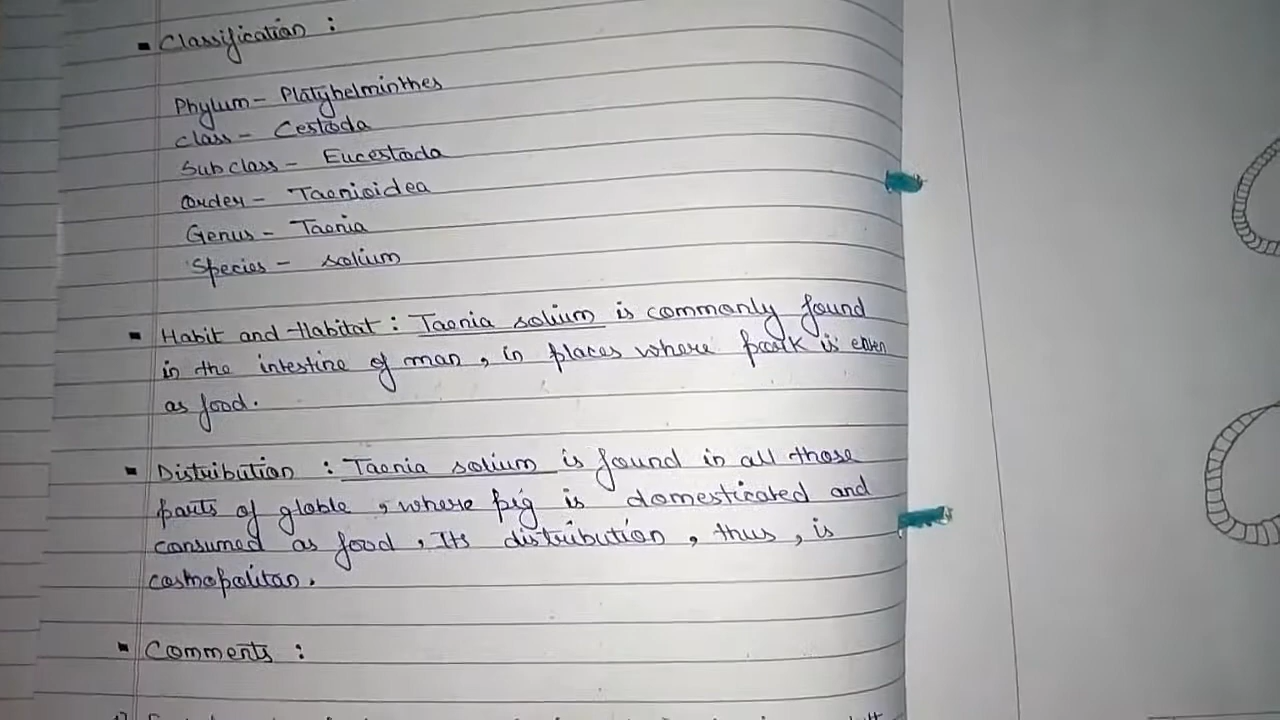 ▪ Classification :
Phylum - Platyhelminthes
class - Cestoda
Subclass - Eucestoda
Order - Taenioidea
Genus - Taenia
Species - solium
▪ Habit and Habitat : Taenia solium is commonly found
in the intestine of man , in places where pork is eaten
as food.
▪ Distribution : Taenia solium is found in all those
parts of globle , where pig is domesticated and
consumed as food , Its distribution , thus , is
cosmopolitan.
▪ Comments :